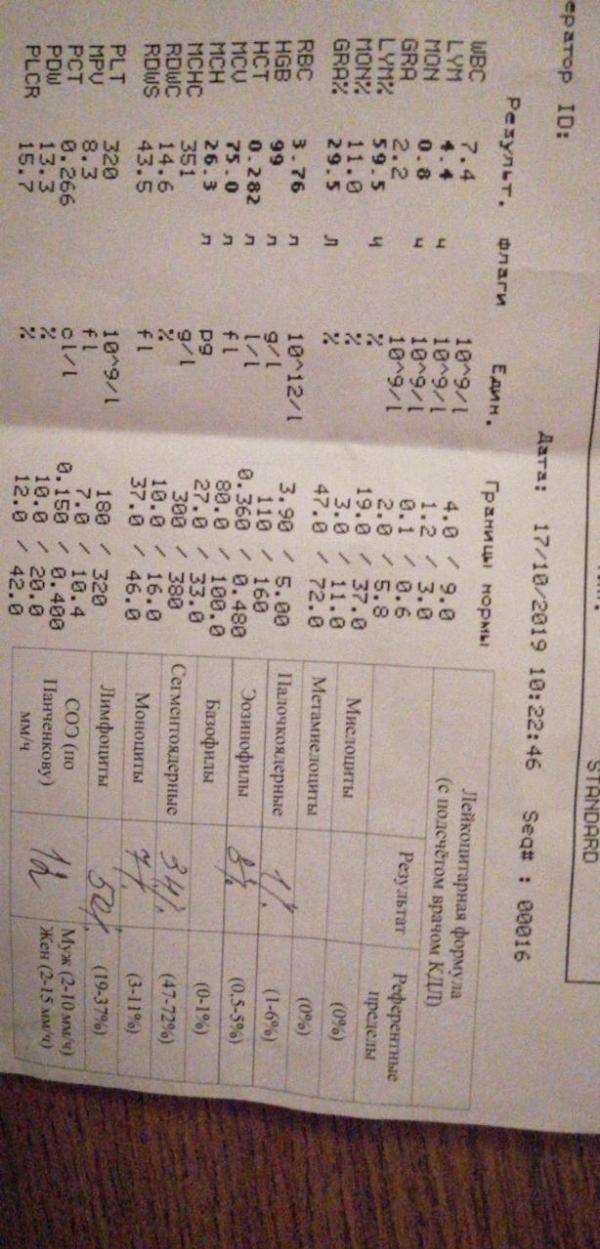 ератор ID:
STANDARD
Дата: 17/10/2019 10:22:46 Seq# : 00016
Результ. флаги Един. Границы нормы
WBC 7.4 10^9/l 4.0 / 9.0
LYM 4.4 ч 10^9/l 1.2 / 3.0
MON 0.8 ч 10^9/l 0.1 / 0.6
GRA 2.2 10^9/l 2.0 / 5.8
LYM% 59.5 ч % 19.0 / 37.0
MON% 11.0 % 3.0 / 11.0
GRA% 29.5 л % 47.0 / 72.0
RBC 3.76 л 10^12/l 3.90 / 5.00
HGB 99 л g/l 110 / 160
HCT 0.282 л l/l 0.360 / 0.480
MCV 75.0 л fl 80.0 / 100.0
MCH 26.3 л pg 27.0 / 33.0
MCHC 351 g/l 300 / 380
RDWC 14.6 % 10.0 / 16.0
RDWS 43.5 fl 37.0 / 46.0
PLT 320 10^9/l 180 / 320
MPV 8.3 fl 7.0 / 10.4
PCT 0.266 cl/l 0.150 / 0.400
PDW 13.3 % 10.0 / 20.0
PLCR 15.7 % 12.0 / 42.0
Лейкоцитарная формула
(с подсчётом врачом КДЛ)
Результат Референтные
пределы
Миелоциты (0%)
Метамиелоциты (0%)
Палочкоядерные 1% (1-6%)
Эозинофилы 8% (0,5-5%)
Базофилы (0-1%)
Сегментоядерные 34% (47-72%)
Моноциты 7% (3-11%)
Лимфоциты 50% (19-37%)
СОЭ (по
Панченкову)
мм/ч
12
Муж (2-10 мм/ч)
Жен (2-15 мм/ч)